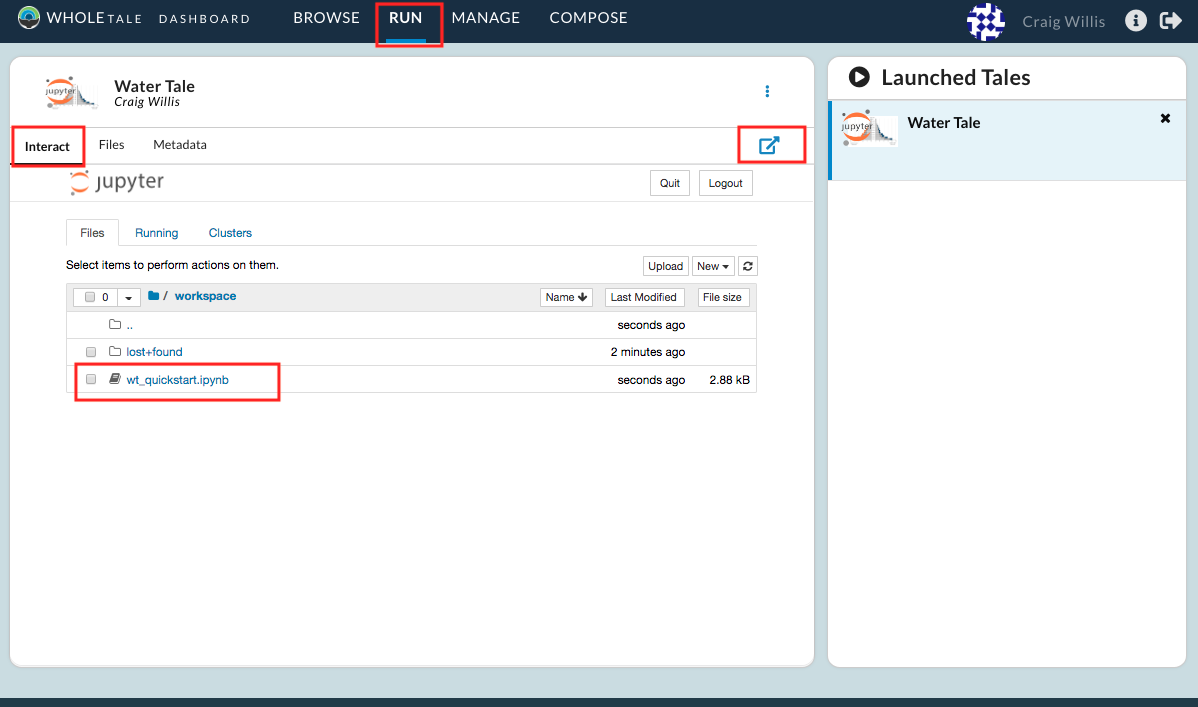 WHOLETALE DASHBOARD BROWSE RUN MANAGE COMPOSE Craig Willis
jupyter Water Tale
Craig Willis
Interact Files Metadata
jupyter Quit Logout
Files Running Clusters
Select items to perform actions on them. Upload New
0 / workspace Name Last Modified File size
.. seconds ago
lost+found 2 minutes ago
wt_quickstart.ipynb seconds ago 2.88 kB
Launched Tales
jupyter Water Tale